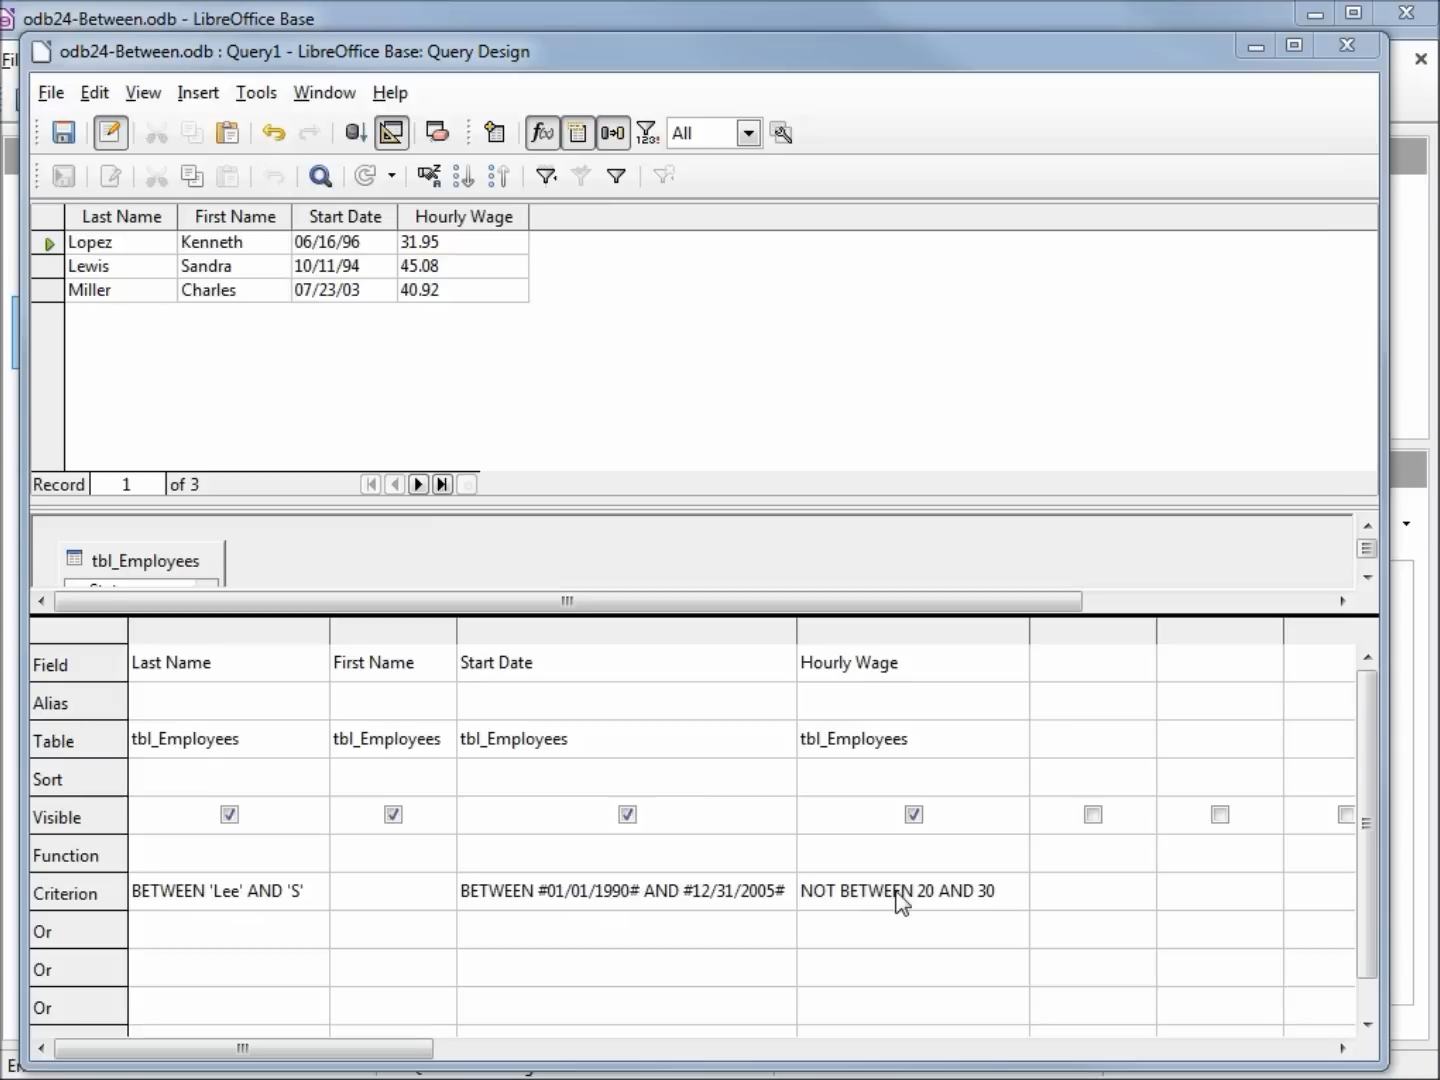 odb24-Between.odb - LibreOffice Base
odb24-Between.odb : Query1 - LibreOffice Base: Query Design
File Edit View Insert Tools Window Help
All
Last Name First Name Start Date Hourly Wage
Lopez Kenneth 06/16/96 31.95
Lewis Sandra 10/11/94 45.08
Miller Charles 07/23/03 40.92
Record 1 of 3
tbl_Employees
Field Last Name First Name Start Date Hourly Wage
Alias
Table tbl_Employees tbl_Employees tbl_Employees tbl_Employees
Sort
Visible
Function
Criterion BETWEEN 'Lee' AND 'S' BETWEEN #01/01/1990# AND #12/31/2005# NOT BETWEEN 20 AND 30
Or
Or
Or